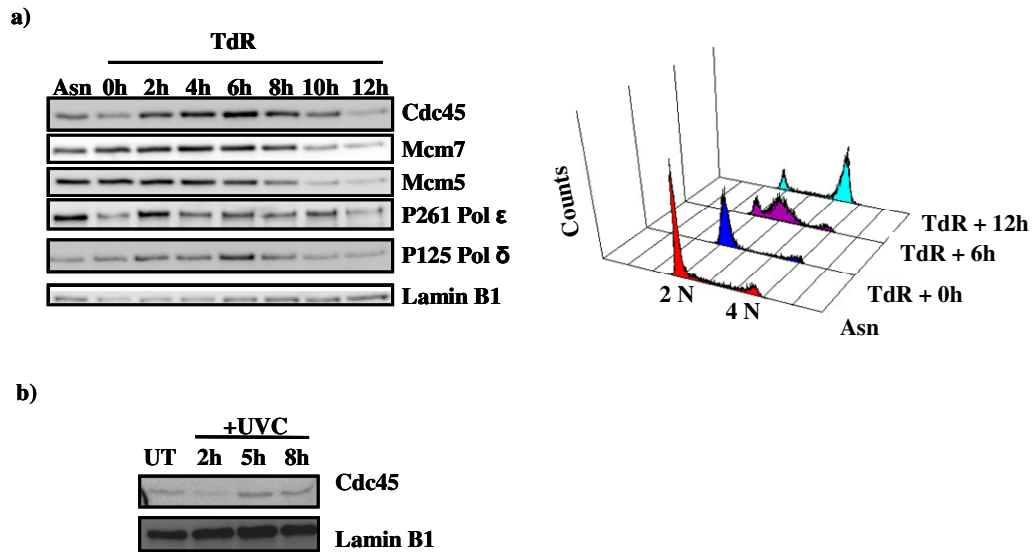 a)
TdR
Asn 0h 2h 4h 6h 8h 10h 12h
Cdc45
Mcm7
Mcm5
P261 Pol ε
P125 Pol δ
Lamin B1
Counts
2 N
4 N
TdR + 12h
TdR + 6h
TdR + 0h
Asn
b)
+UVC
UT 2h 5h 8h
Cdc45
Lamin B1